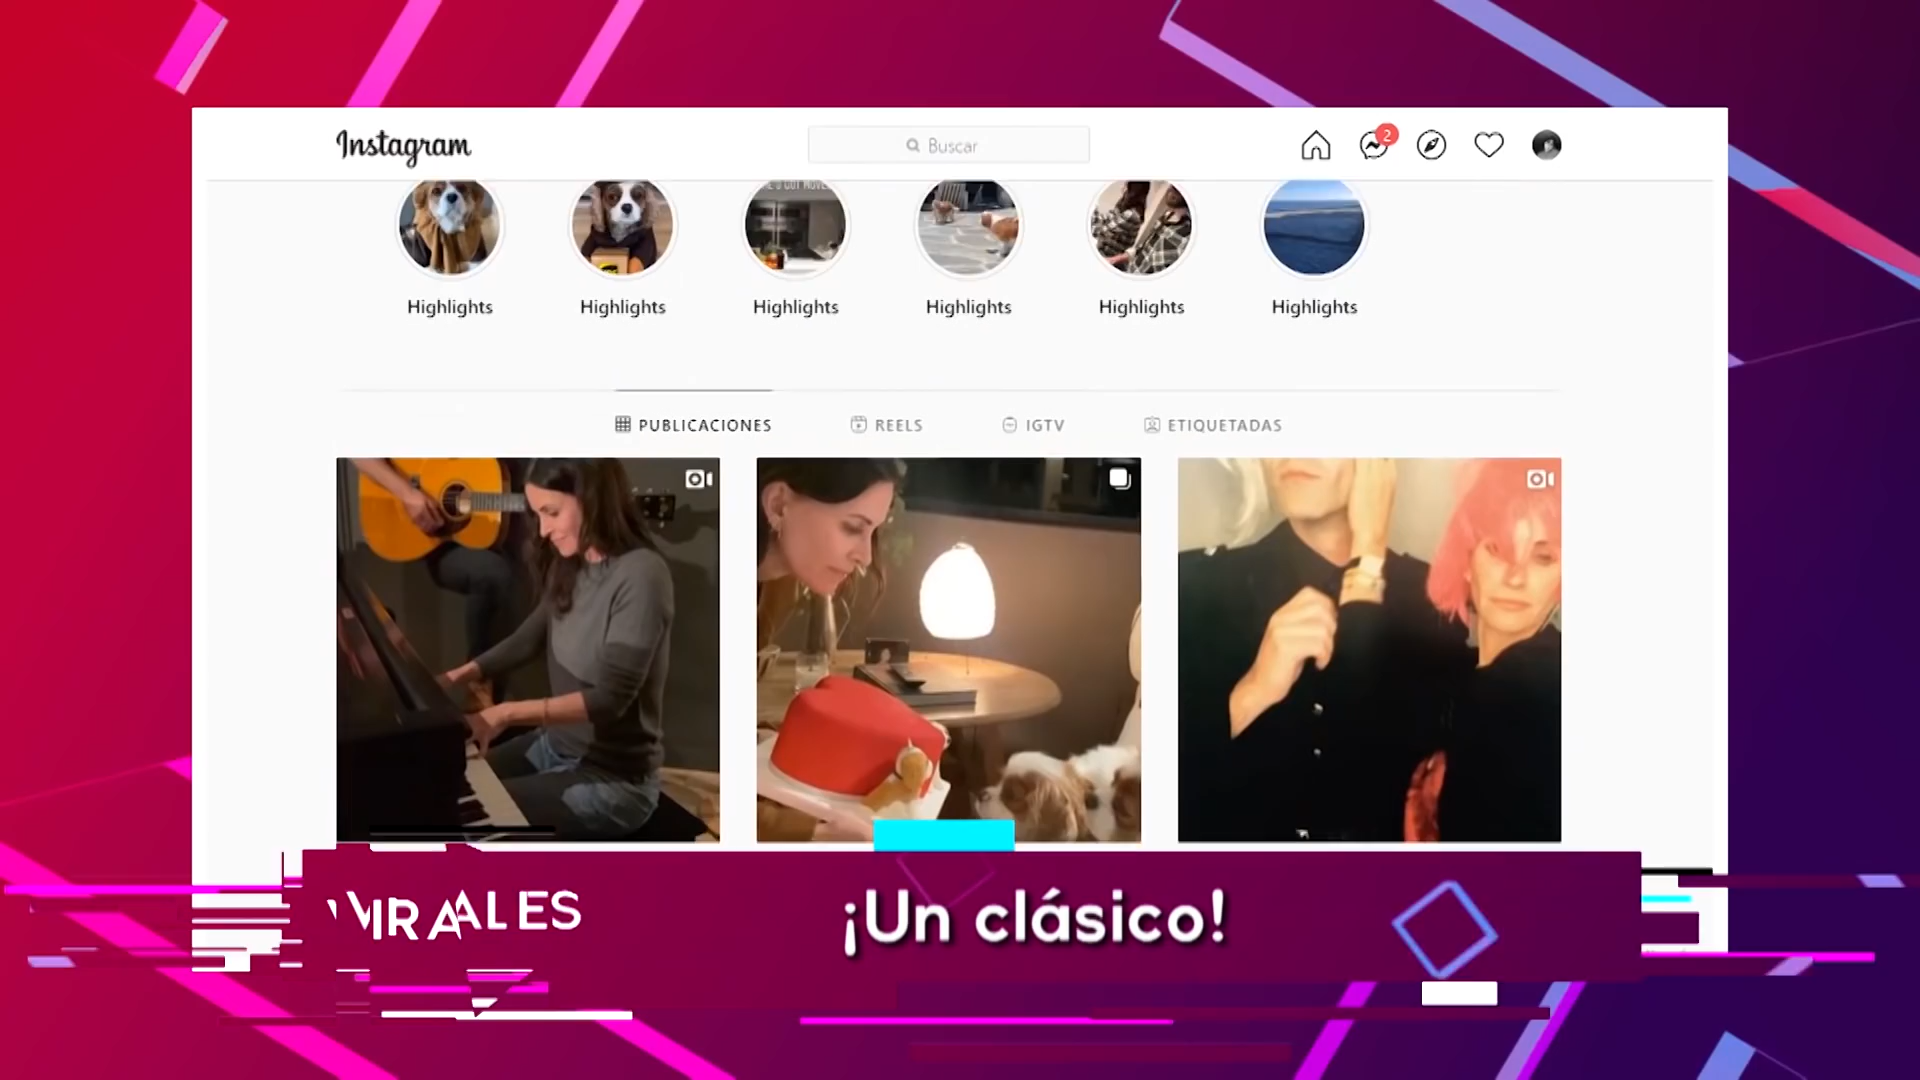 Instagram
Buscar
2
Highlights
Highlights
Highlights
Highlights
Highlights
Highlights
PUBLICACIONES
REELS
IGTV
ETIQUETADAS
VIRALES
¡Un clásico!